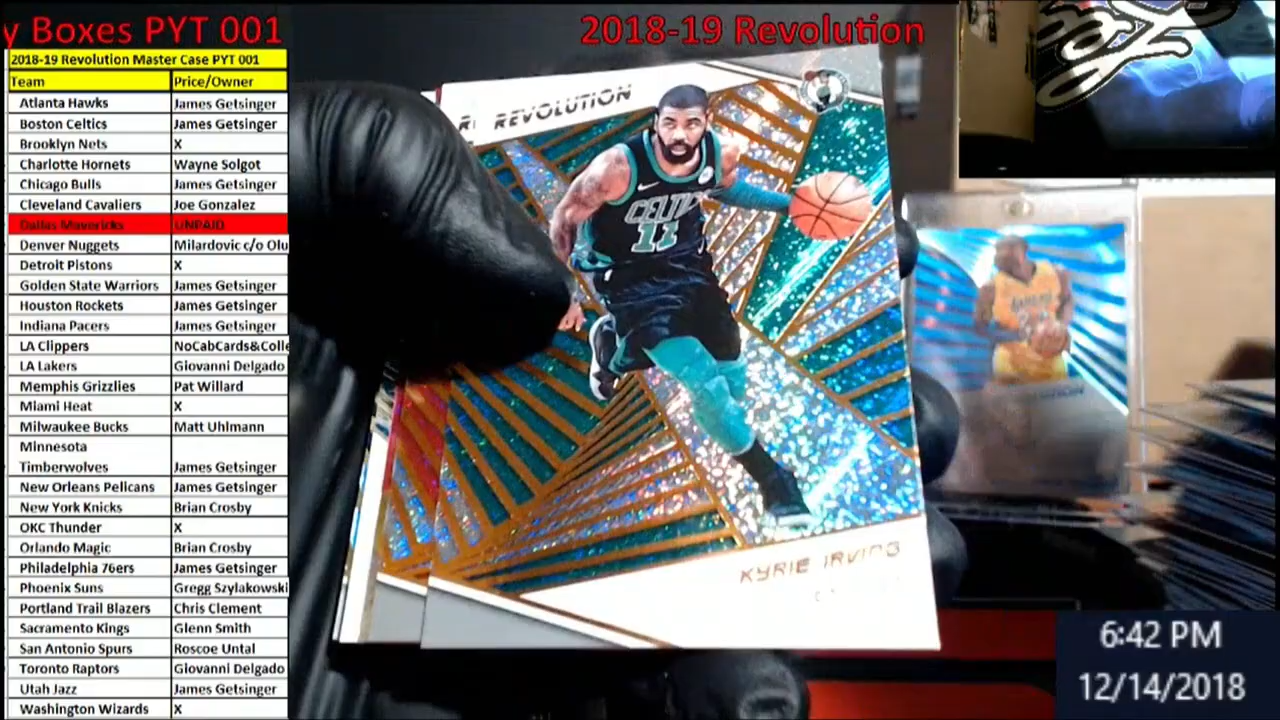 y Boxes PYT 001
2018-19 Revolution
2018-19 Revolution Master Case PYT 001
Team Price/Owner
Atlanta Hawks James Getsinger
Boston Celtics James Getsinger
Brooklyn Nets X
Charlotte Hornets Wayne Solgot
Chicago Bulls James Getsinger
Cleveland Cavaliers Joe Gonzalez
Dallas Mavericks UNPAID
Denver Nuggets Milardovic c/o Olu
Detroit Pistons X
Golden State Warriors James Getsinger
Houston Rockets James Getsinger
Indiana Pacers James Getsinger
LA Clippers NoCabCards&Colle
LA Lakers Giovanni Delgado
Memphis Grizzlies Pat Willard
Miami Heat X
Milwaukee Bucks Matt Uhlmann
Minnesota
Timberwolves James Getsinger
New Orleans Pelicans James Getsinger
New York Knicks Brian Crosby
OKC Thunder X
Orlando Magic Brian Crosby
Philadelphia 76ers James Getsinger
Phoenix Suns Gregg Szylakowski
Portland Trail Blazers Chris Clement
Sacramento Kings Glenn Smith
San Antonio Spurs Roscoe Untal
Toronto Raptors Giovanni Delgado
Utah Jazz James Getsinger
Washington Wizards X
REVOLUTION
CELTIC
11
KYRIE IRVING
6:42 PM
12/14/2018